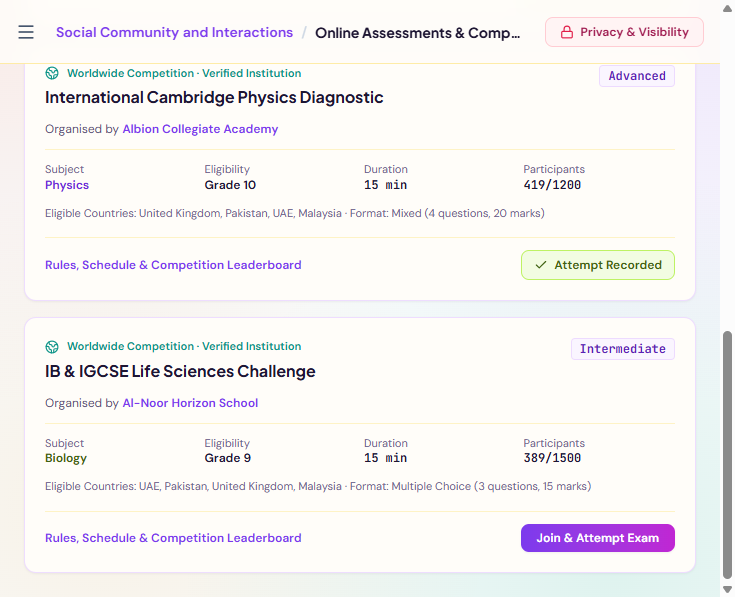 Social Community and Interactions / Online Assessments & Comp...
Privacy & Visibility
Worldwide Competition · Verified Institution
Advanced
International Cambridge Physics Diagnostic
Organised by Albion Collegiate Academy
Subject Eligibility Duration Participants
Physics Grade 10 15 min 419/1200
Eligible Countries: United Kingdom, Pakistan, UAE, Malaysia · Format: Mixed (4 questions, 20 marks)
Rules, Schedule & Competition Leaderboard
Attempt Recorded
Worldwide Competition · Verified Institution
Intermediate
IB & IGCSE Life Sciences Challenge
Organised by Al-Noor Horizon School
Subject Eligibility Duration Participants
Biology Grade 9 15 min 389/1500
Eligible Countries: UAE, Pakistan, United Kingdom, Malaysia · Format: Multiple Choice (3 questions, 15 marks)
Rules, Schedule & Competition Leaderboard
Join & Attempt Exam